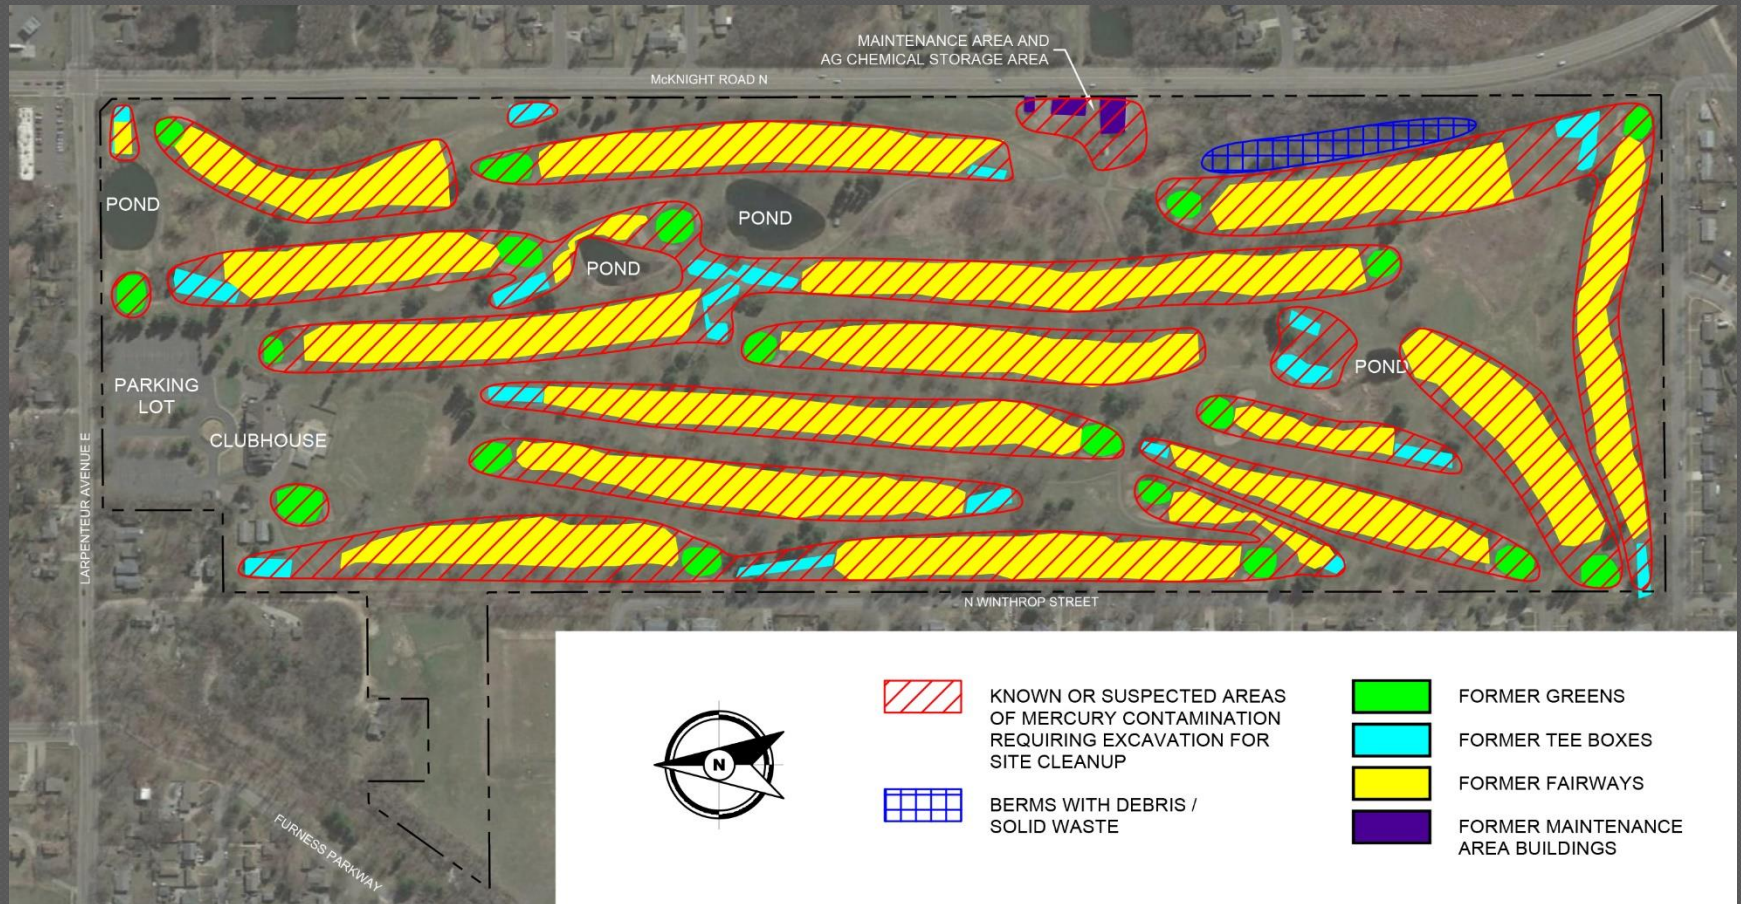 MAINTENANCE AREA AND
AG CHEMICAL STORAGE AREA
McKNIGHT ROAD N
POND
POND
POND
POND
PARKING
LOT
CLUBHOUSE
LARPENTEUR AVENUE E
N WINTHROP STREET
FURNESS PARKWAY
N
KNOWN OR SUSPECTED AREAS
OF MERCURY CONTAMINATION
REQUIRING EXCAVATION FOR
SITE CLEANUP
BERMS WITH DEBRIS /
SOLID WASTE
FORMER GREENS
FORMER TEE BOXES
FORMER FAIRWAYS
FORMER MAINTENANCE
AREA BUILDINGS